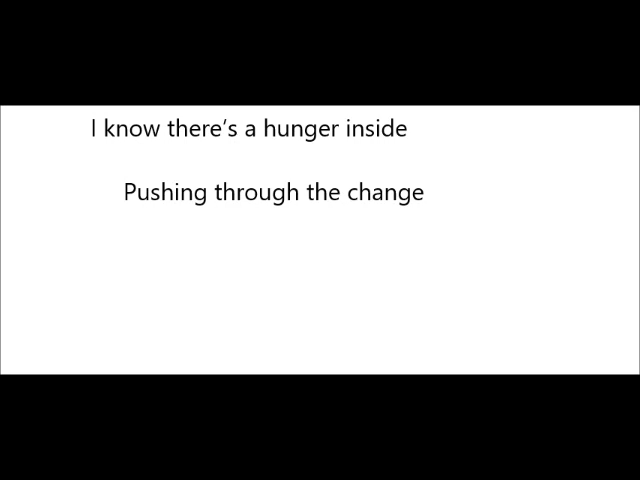 I know there's a hunger inside
Pushing through the change